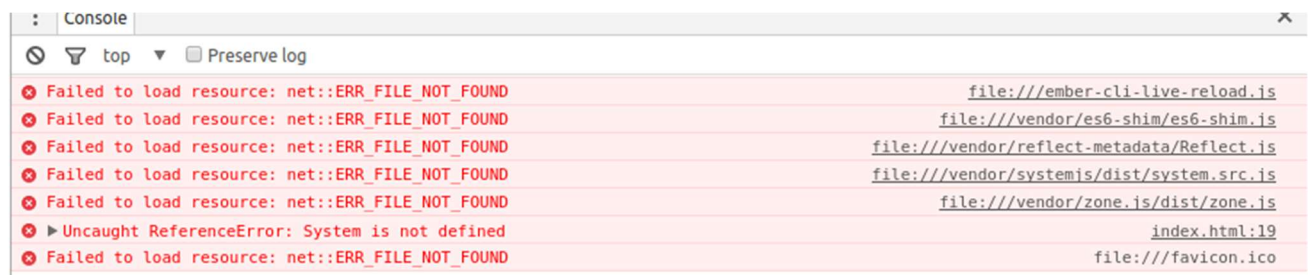 Console
top Preserve log
Failed to load resource: net::ERR_FILE_NOT_FOUND file:///ember-cli-live-reload.js
Failed to load resource: net::ERR_FILE_NOT_FOUND file:///vendor/es6-shim/es6-shim.js
Failed to load resource: net::ERR_FILE_NOT_FOUND file:///vendor/reflect-metadata/Reflect.js
Failed to load resource: net::ERR_FILE_NOT_FOUND file:///vendor/systemjs/dist/system.src.js
Failed to load resource: net::ERR_FILE_NOT_FOUND file:///vendor/zone.js/dist/zone.js
Uncaught ReferenceError: System is not defined index.html:19
Failed to load resource: net::ERR_FILE_NOT_FOUND file:///favicon.ico